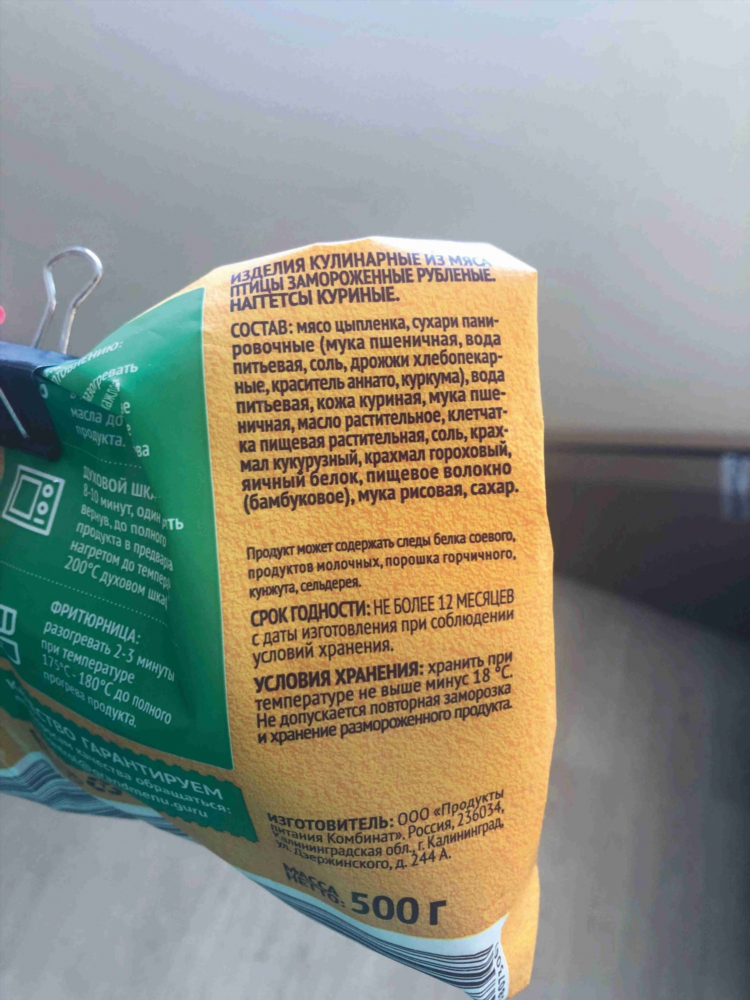 ИЗДЕЛИЯ КУЛИНАРНЫЕ ИЗ МЯСА
ПТИЦЫ ЗАМОРОЖЕННЫЕ РУБЛЕНЫЕ.
НАГГЕТСЫ КУРИНЫЕ.
СОСТАВ: мясо цыпленка, сухари пани-
ровочные (мука пшеничная, вода
питьевая, соль, дрожжи хлебопекар-
ные, краситель аннато, куркума), вода
питьевая, кожа куриная, мука пше-
ничная, масло растительное, клетчат-
ка пищевая растительная, соль, крах-
мал кукурузный, крахмал гороховый,
яичный белок, пищевое волокно
(бамбуковое), мука рисовая, сахар.
Продукт может содержать следы белка соевого,
продуктов молочных, порошка горчичного,
кунжута, сельдерея.
СРОК ГОДНОСТИ: НЕ БОЛЕЕ 12 МЕСЯЦЕВ
с даты изготовления при соблюдении
условий хранения.
УСЛОВИЯ ХРАНЕНИЯ: хранить при
температуре не выше минус 18 °С.
Не допускается повторная заморозка
и хранение размороженного продукта.
ИЗГОТОВИТЕЛЬ: ООО «Продукты
питания Комбинат». Россия, 236034,
Калининградская обл., г. Калининград,
ул. Дзержинского, д. 244 А.
МАССА
НЕТТО: 500 г
масла до
продукта.
ДУХОВОЙ
8-10 минут, один
вернув, до полного
продукта в
нагретом до
200°С духовом
ФРИТЮРНИЦА:
разогревать 2-3 минуты
при температуре
175°С - 180°С до полного
прогрева продукта.
ГАРАНТИРУЕМ
качества обращаться: